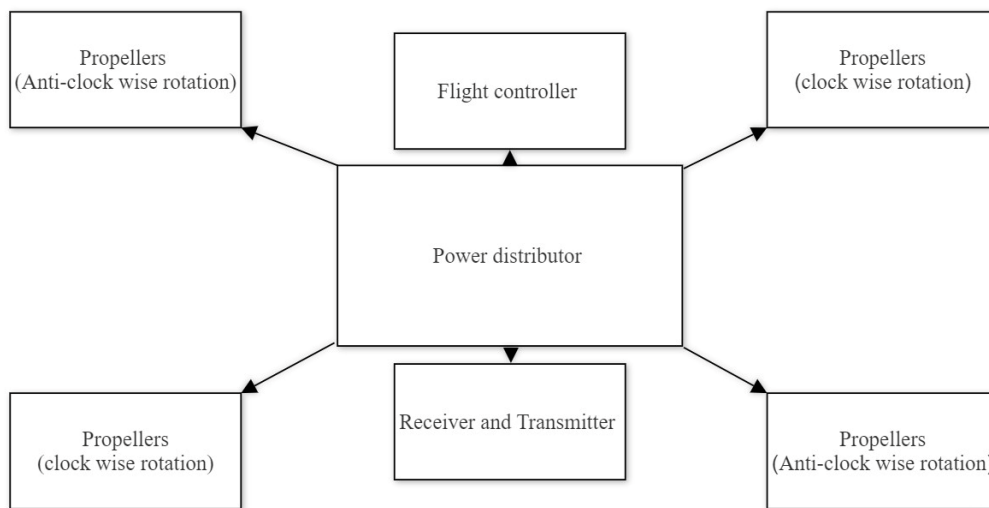 Propellers
(Anti-clock wise rotation)
Flight controller
Propellers
(clock wise rotation)
Power distributor
Propellers
(clock wise rotation)
Receiver and Transmitter
Propellers
(Anti-clock wise rotation)